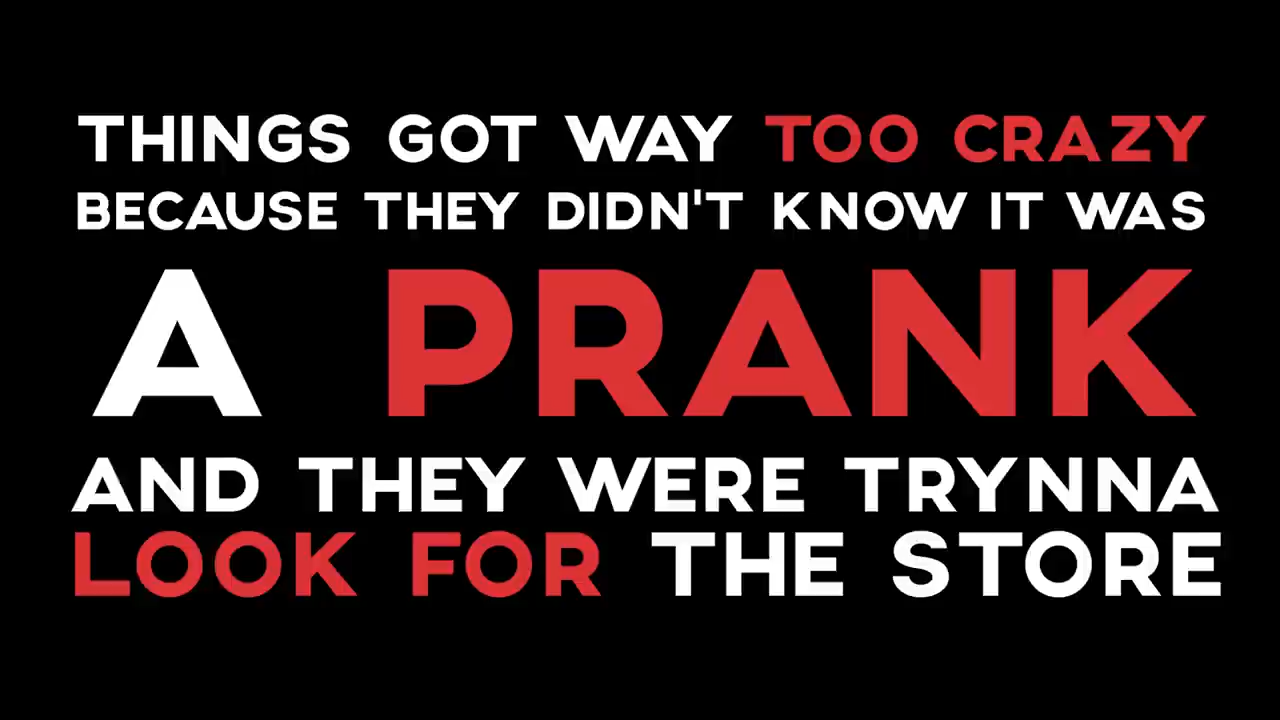 THINGS GOT WAY TOO CRAZY
BECAUSE THEY DIDN'T KNOW IT WAS
A PRANK
AND THEY WERE TRYNNA
LOOK FOR THE STORE